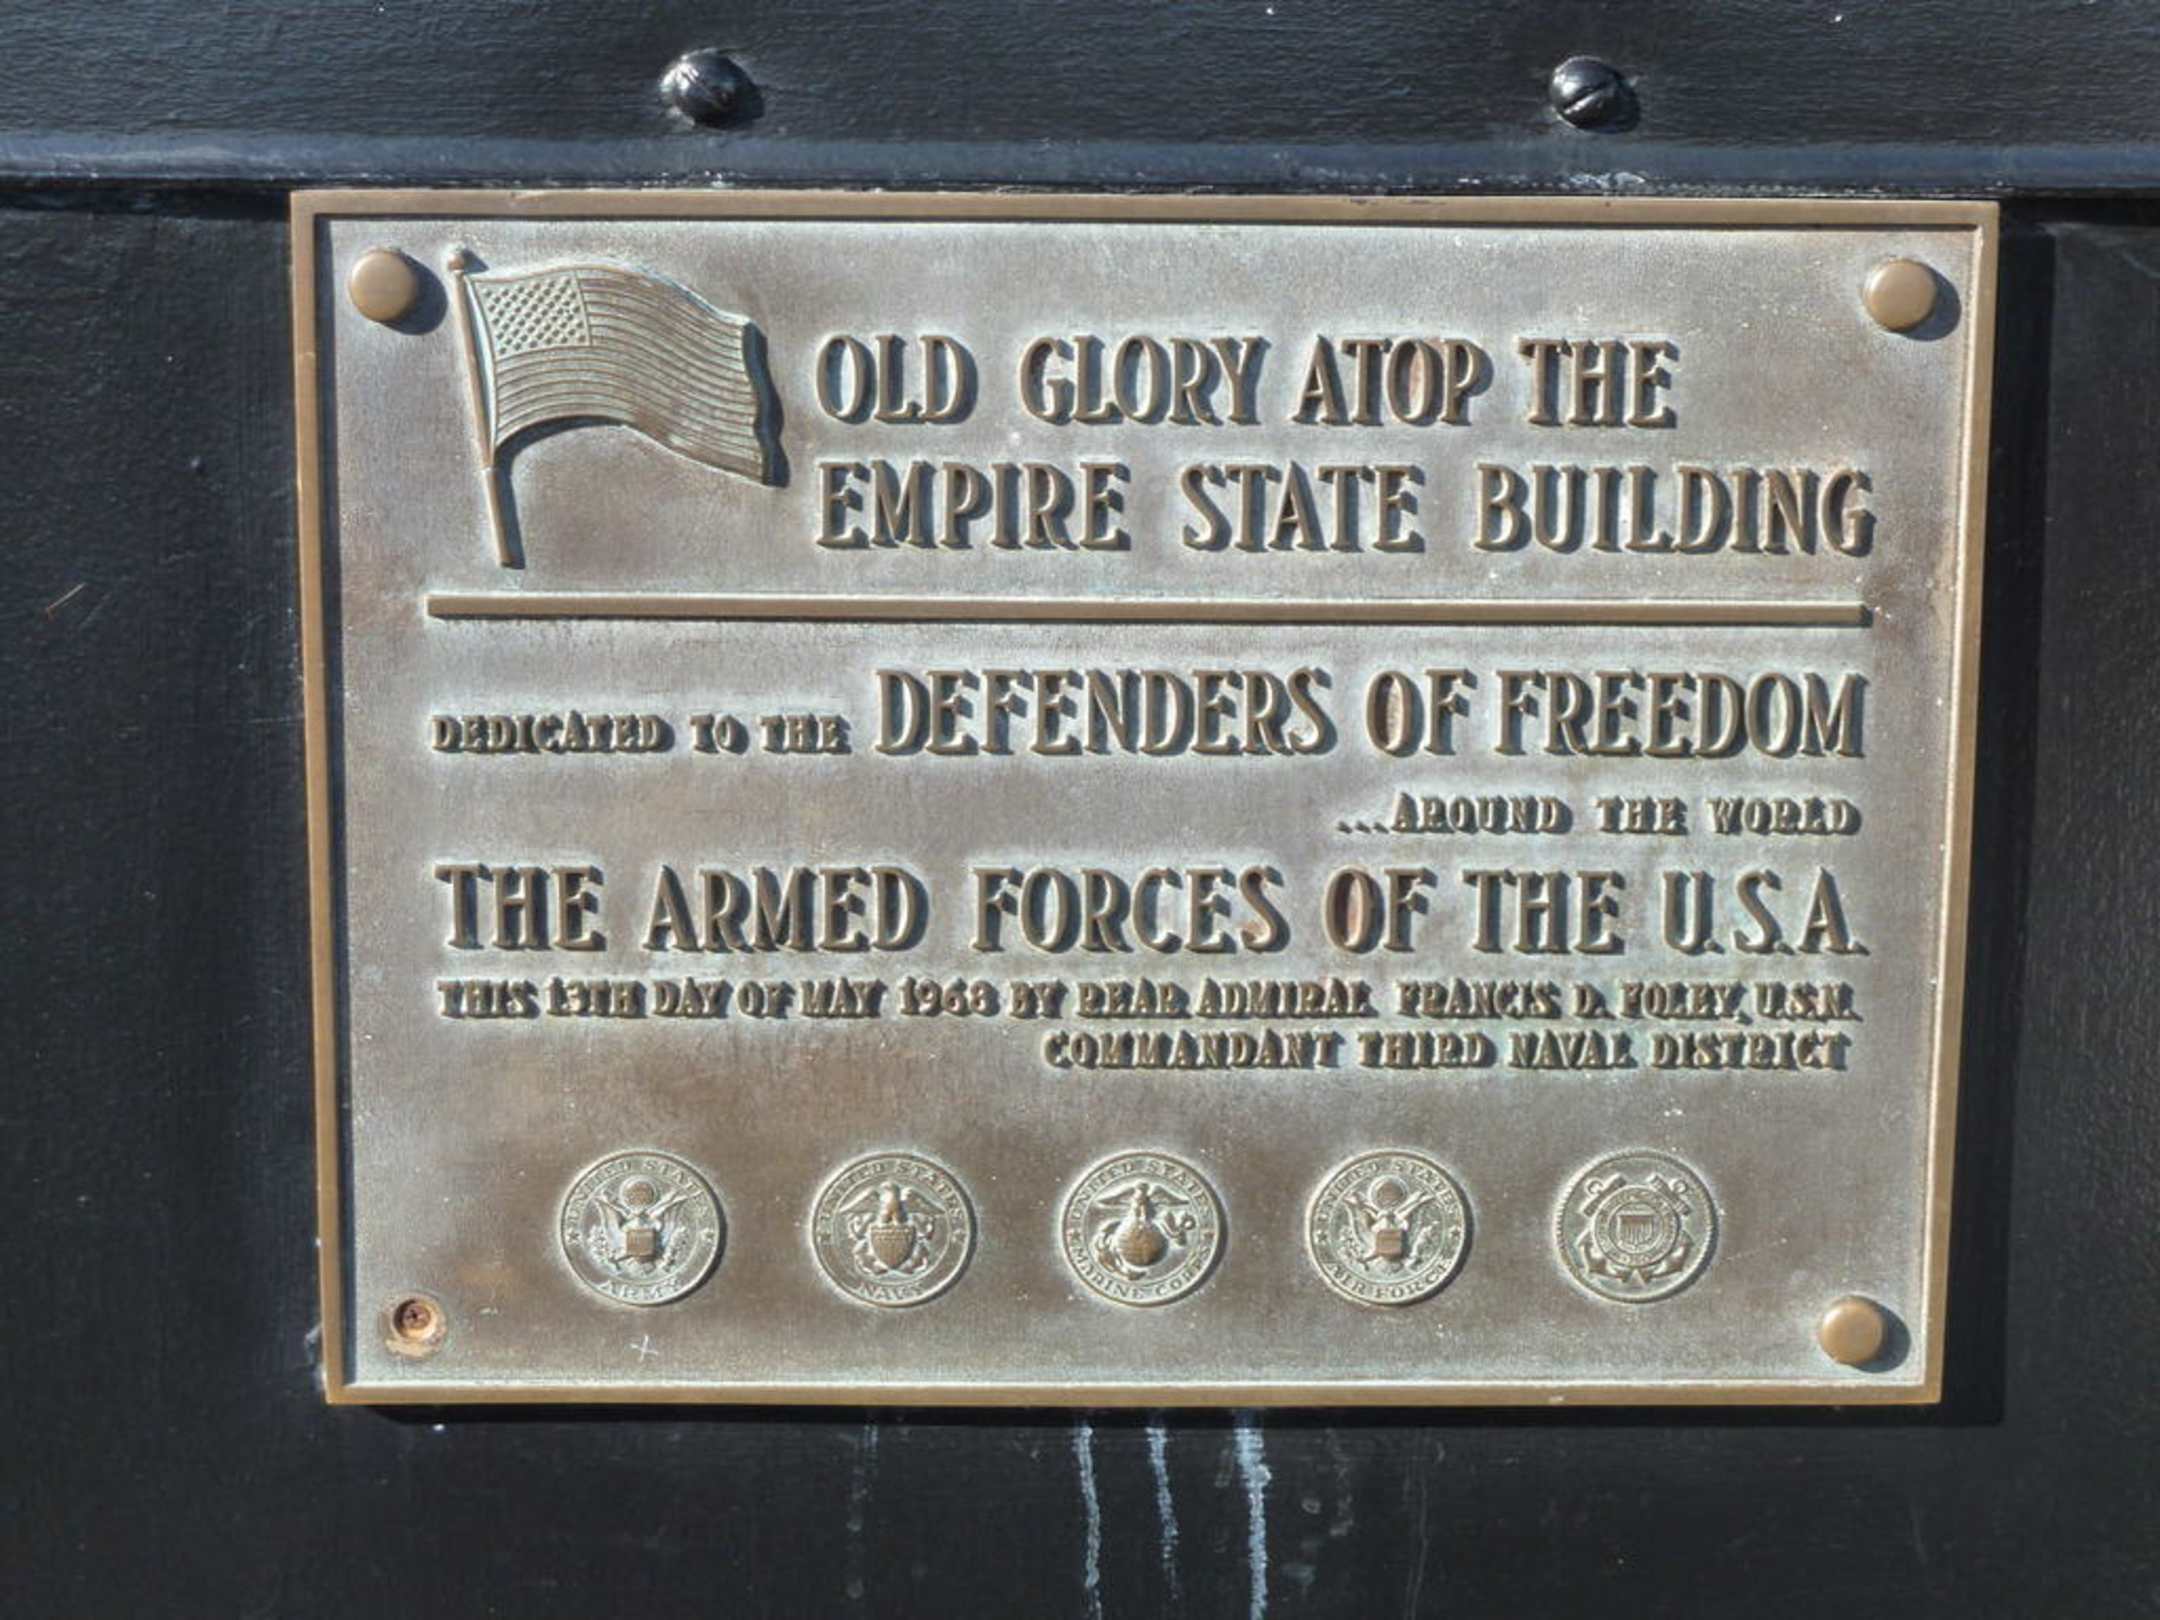 OLD GLORY ATOP THE
EMPIRE STATE BUILDING
DEDICATED TO THE DEFENDERS OF FREEDOM
...AROUND THE WORLD
THE ARMED FORCES OF THE U.S.A.
THIS 13TH DAY OF MAY 1968 BY REAR ADMIRAL FRANCIS D. FOLEY, U.S.N.
COMMANDANT THIRD NAVAL DISTRICT
UNITED STATES ARMY
UNITED STATES NAVY
UNITED STATES MARINE CORPS
UNITED STATES AIR FORCE